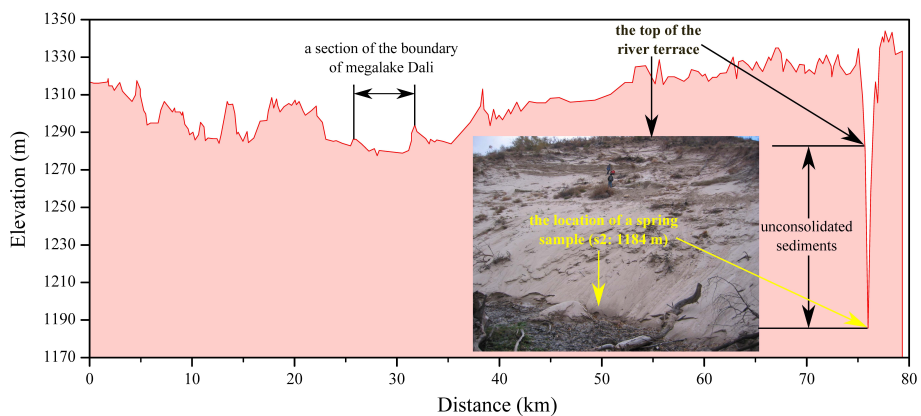 1350
1330
1310
1290
1270
1250
1230
1210
1190
1170
Elevation (m)
a section of the boundary
of megalake Dali
the top of the
river terrace
the location of a spring
sample (s2: 1184 m)
unconsolidated
sediments
0
10
20
30
40
50
60
70
80
Distance (km)